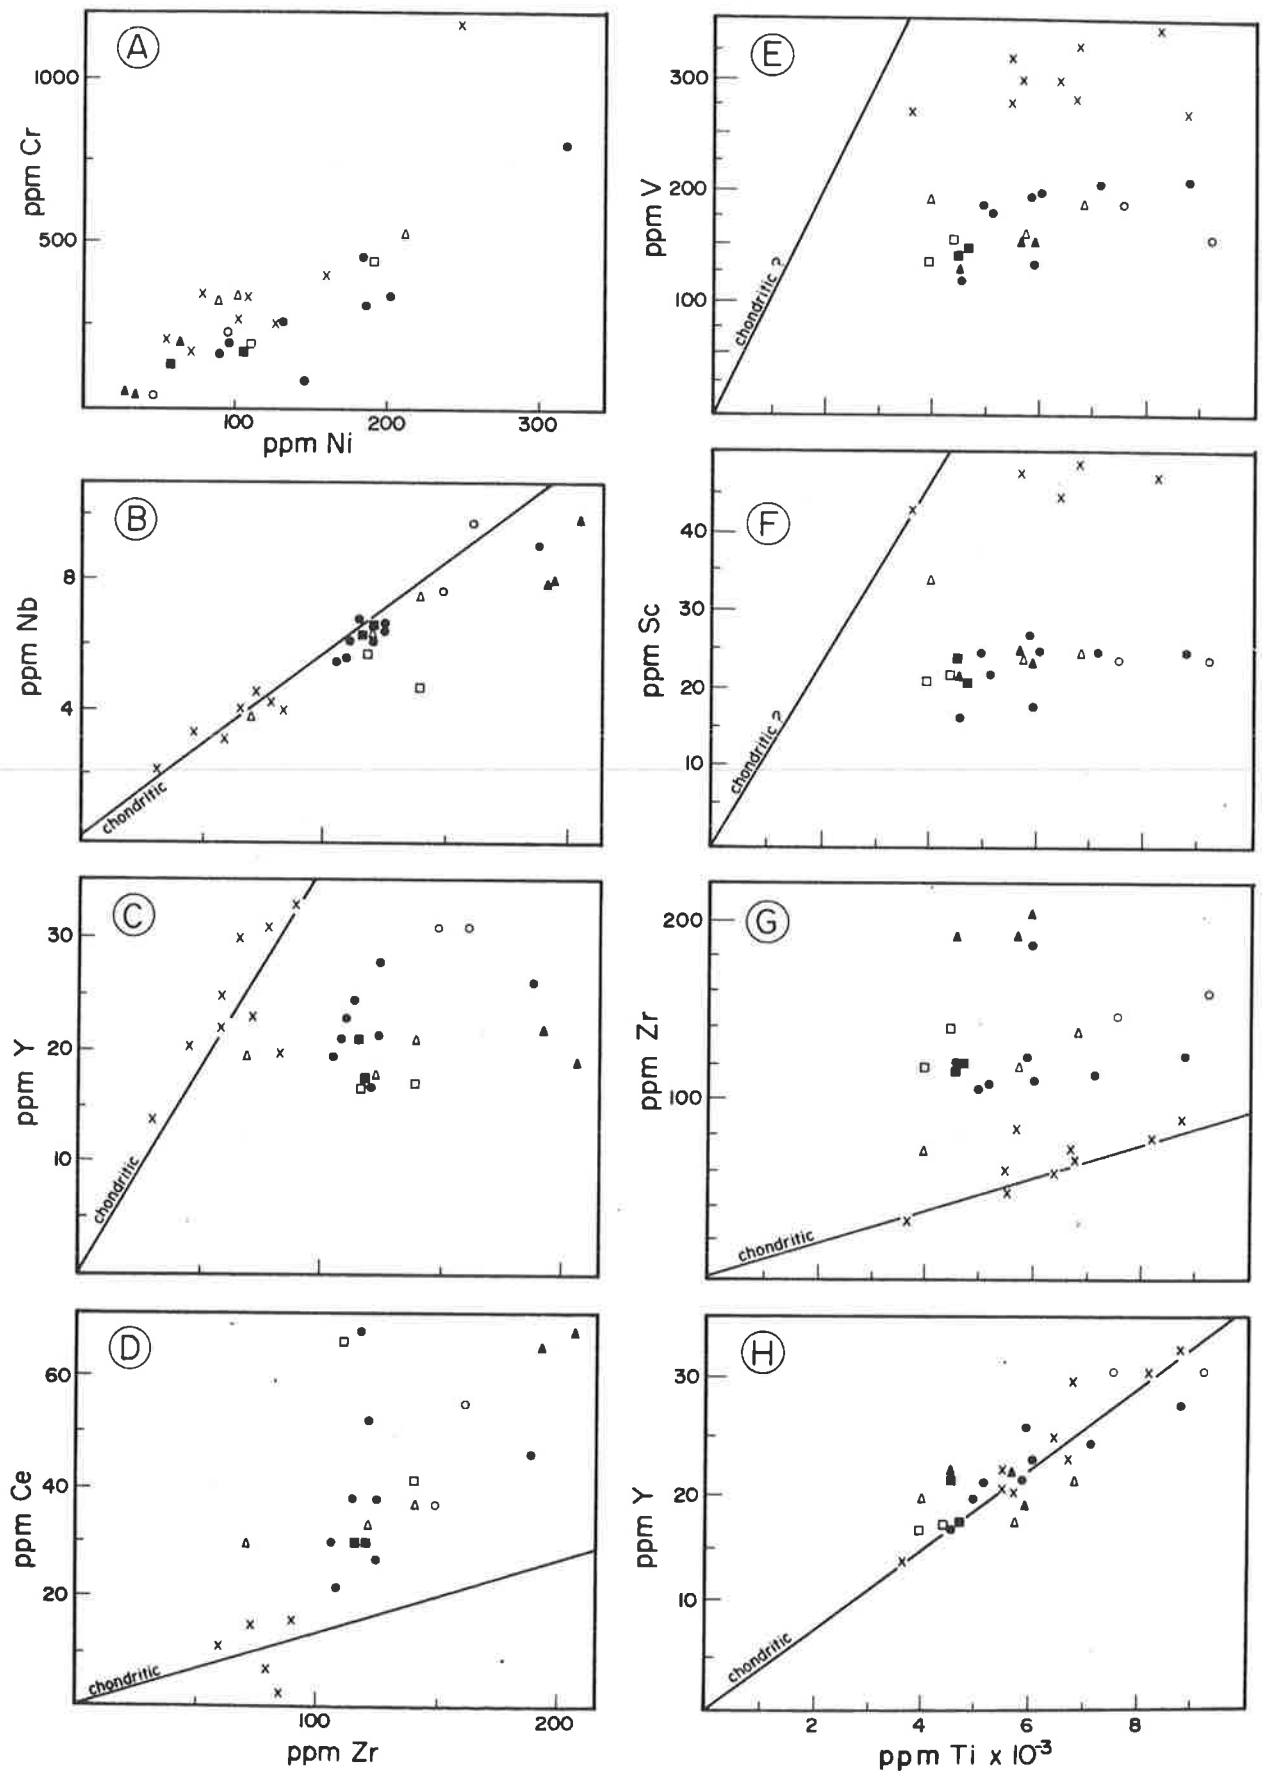 A
1000
500
ppm Cr
100 200 300
ppm Ni
B
8
4
ppm Nb
chondritic
C
30
20
10
ppm Y
chondritic
D
60
40
20
ppm Ce
chondritic
100 200
ppm Zr
E
300
200
100
ppm V
chondritic ?
F
40
30
20
10
ppm Sc
chondritic ?
G
200
100
ppm Zr
chondritic
H
30
20
10
ppm Y
chondritic
2 4 6 8
ppm Ti x 10⁻³